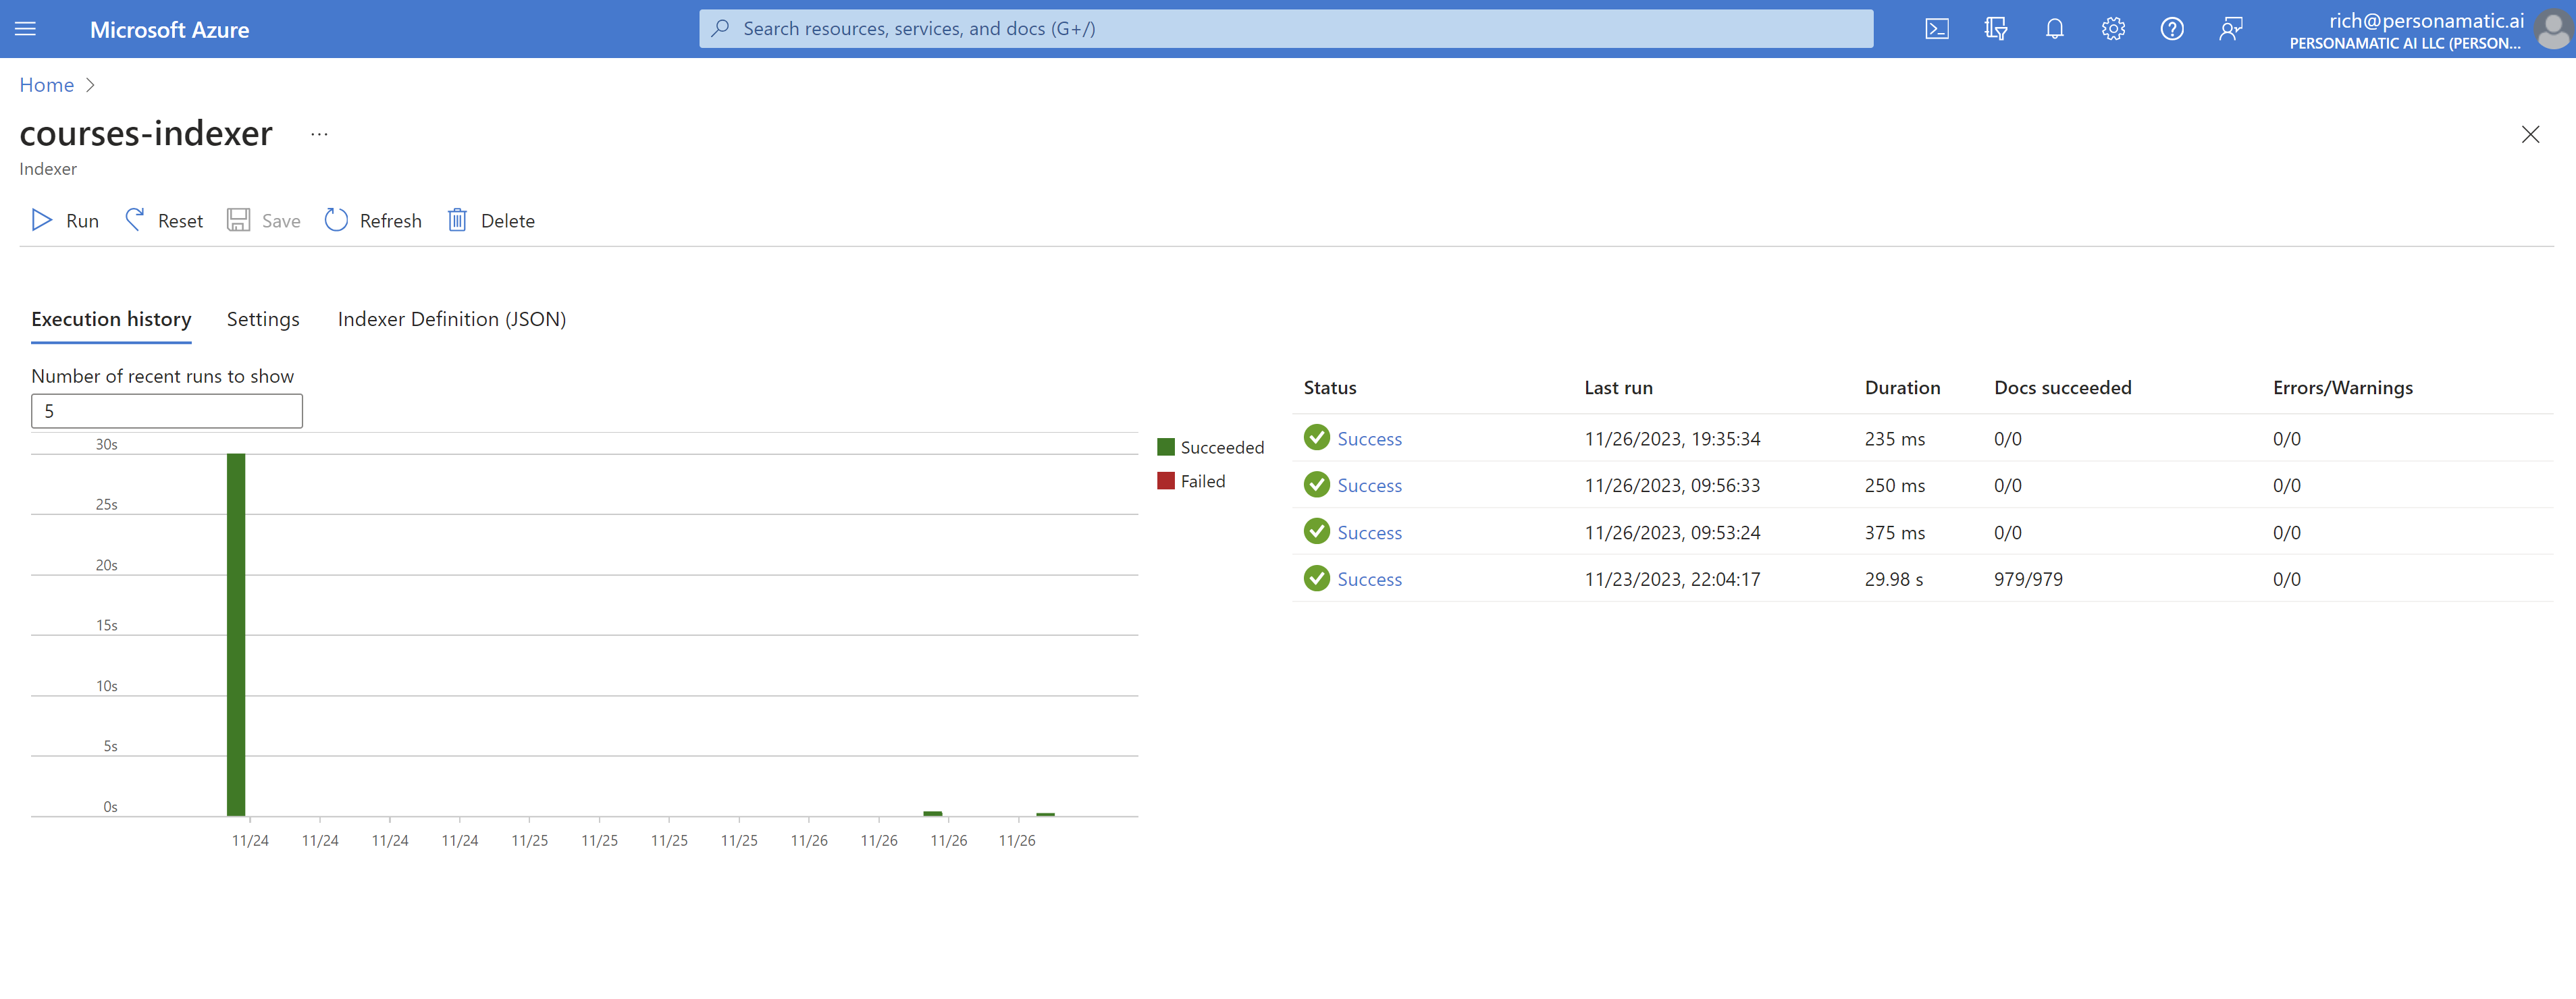 Microsoft Azure
Search resources, services, and docs (G+/)
rich@personamatic.ai
PERSONAMATIC AI LLC (PERSON...
Home
courses-indexer ...
Indexer
Run Reset Save Refresh Delete
Execution history Settings Indexer Definition (JSON)
Number of recent runs to show
5
30s
25s
20s
15s
10s
5s
0s
11/24 11/24 11/24 11/24 11/25 11/25 11/25 11/25 11/26 11/26 11/26 11/26
Succeeded
Failed
Status Last run Duration Docs succeeded Errors/Warnings
Success 11/26/2023, 19:35:34 235 ms 0/0 0/0
Success 11/26/2023, 09:56:33 250 ms 0/0 0/0
Success 11/26/2023, 09:53:24 375 ms 0/0 0/0
Success 11/23/2023, 22:04:17 29.98 s 979/979 0/0